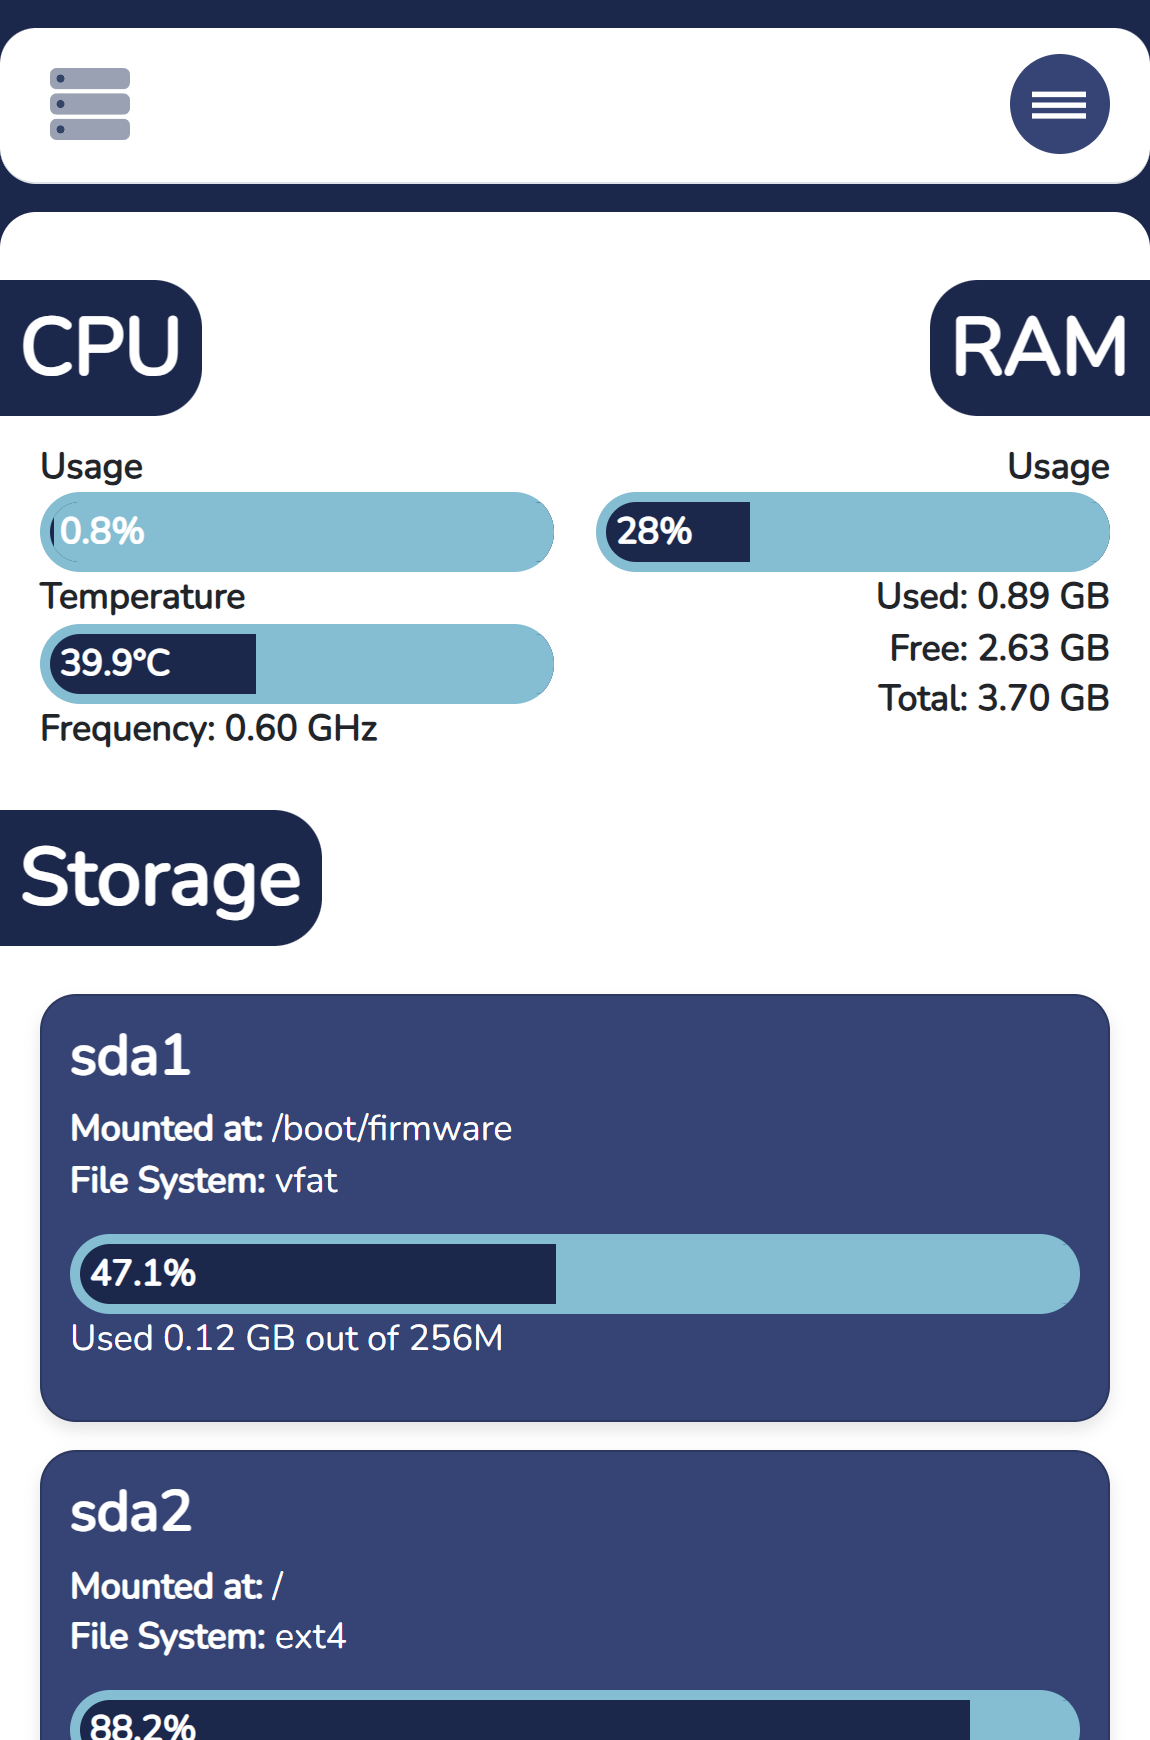 CPU
Usage
0.8%
Temperature
39.9°C
Frequency: 0.60 GHz
RAM
Usage
28%
Used: 0.89 GB
Free: 2.63 GB
Total: 3.70 GB
Storage
sda1
Mounted at: /boot/firmware
File System: vfat
47.1%
Used 0.12 GB out of 256M
sda2
Mounted at: /
File System: ext4
88.2%